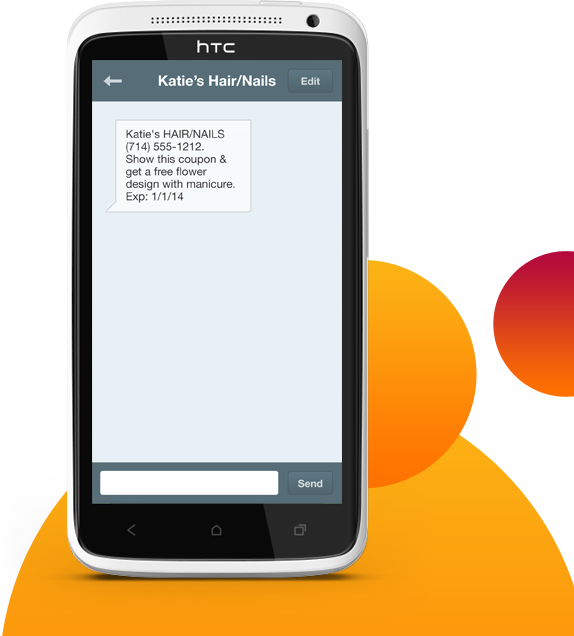 hTC
Katie's Hair/Nails
Edit
Katie's HAIR/NAILS
(714) 555-1212.
Show this coupon &
get a free flower
design with manicure.
Exp: 1/1/14
Send